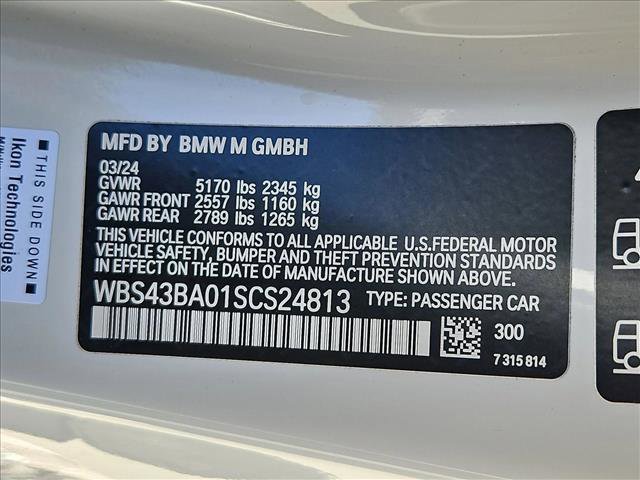 MFD BY BMW M GMBH
03/24
GVWR 5170 lbs 2345 kg
GAWR FRONT 2557 lbs 1160 kg
GAWR REAR 2789 lbs 1265 kg
THIS VEHICLE CONFORMS TO ALL APPLICABLE U.S.FEDERAL MOTOR
VEHICLE SAFETY, BUMPER AND THEFT PREVENTION STANDARDS
IN EFFECT ON THE DATE OF MANUFACTURE SHOWN ABOVE.
WBS43BA01SCS24813 TYPE: PASSENGER CAR
300
7 315 814
THIS SIDE DOWN
Ikon Technologies